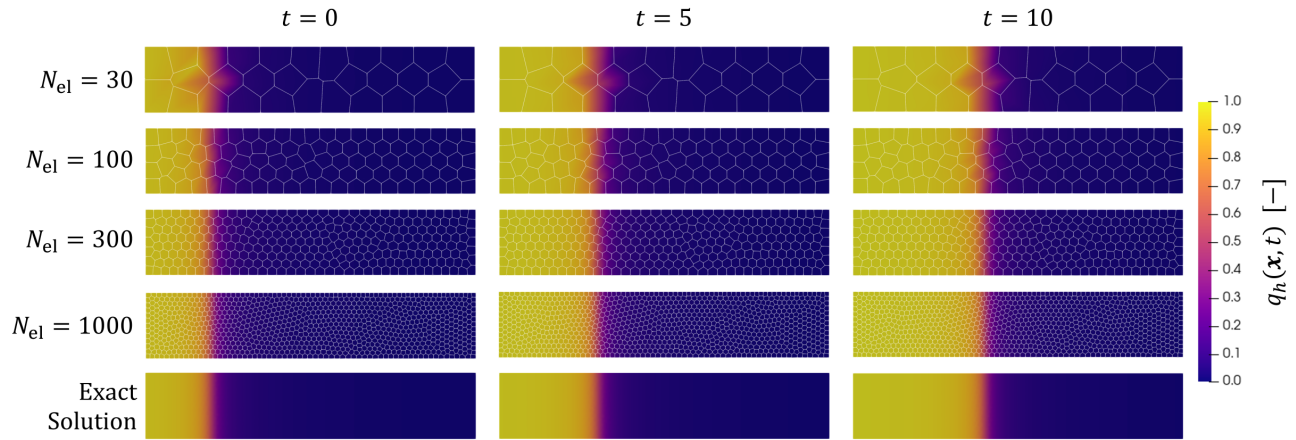 t = 0
t = 5
t = 10
N_el = 30
N_el = 100
N_el = 300
N_el = 1000
Exact
Solution
1.0
0.9
0.8
0.7
0.6
0.5
0.4
0.3
0.2
0.1
0.0
q_h(x, t) [−]